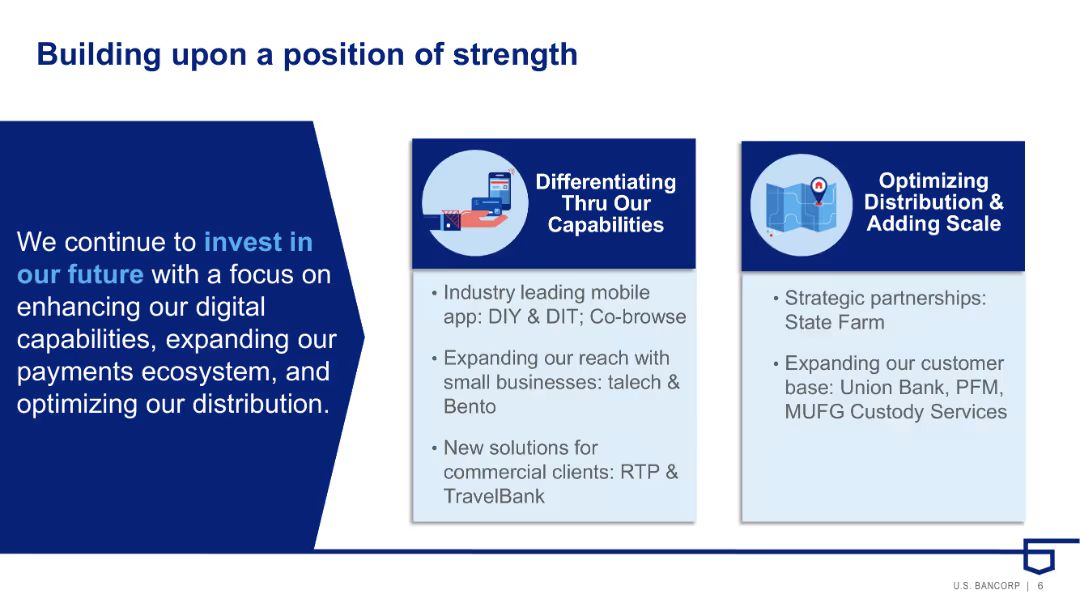 Building upon a position of strength
We continue to invest in
our future with a focus on
enhancing our digital
capabilities, expanding our
payments ecosystem, and
optimizing our distribution.
Differentiating
Thru Our
Capabilities
• Industry leading mobile
app: DIY & DIT; Co-browse
• Expanding our reach with
small businesses: talech &
Bento
• New solutions for
commercial clients: RTP &
TravelBank
Optimizing
Distribution &
Adding Scale
• Strategic partnerships:
State Farm
• Expanding our customer
base: Union Bank, PFM,
MUFG Custody Services
U.S. BANCORP | 6